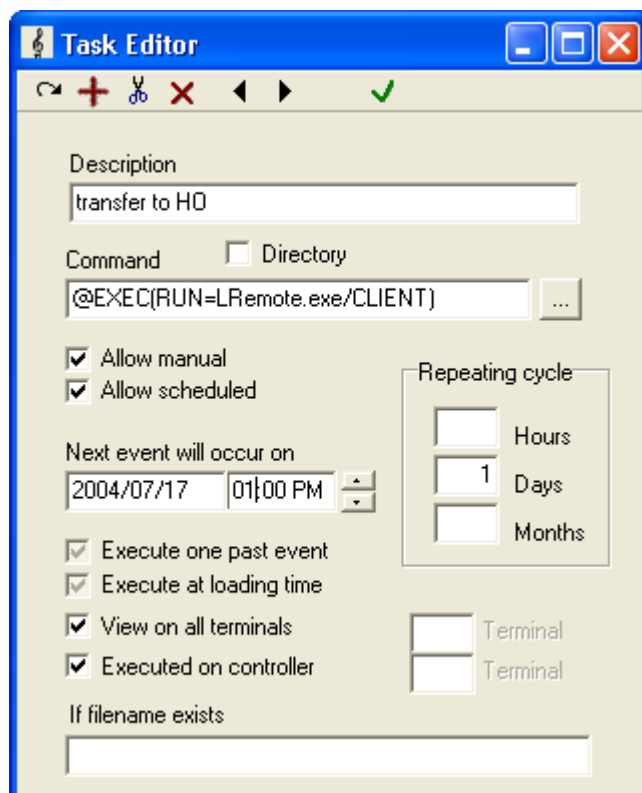 Task Editor
Description
transfer to HO
Command
Directory
@EXEC(RUN=LRemote.exe/CLIENT)
...
Allow manual
Allow scheduled
Repeating cycle
Hours
1 Days
Months
Next event will occur on
2004/07/17 01:00 PM
Execute one past event
Execute at loading time
View on all terminals
Terminal
Executed on controller
Terminal
If filename exists